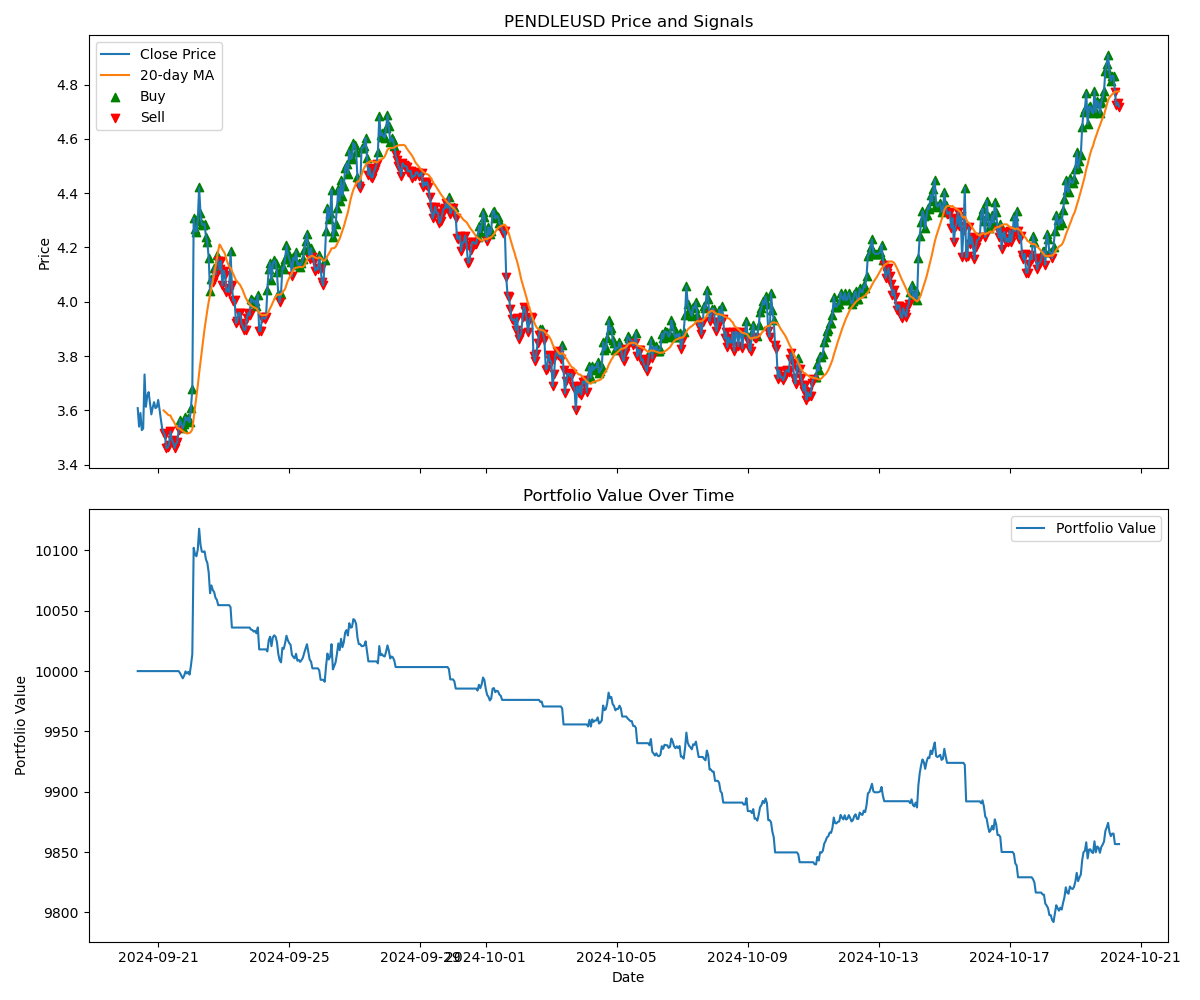 PENDLEUSD Price and Signals
Close Price
20-day MA
Buy
Sell
Price
4.8
4.6
4.4
4.2
4.0
3.8
3.6
3.4
Portfolio Value Over Time
Portfolio Value
Portfolio Value
10100
10050
10000
9950
9900
9850
9800
2024-09-21 2024-09-25 2024-09-29 2024-10-01 2024-10-05 2024-10-09 2024-10-13 2024-10-17 2024-10-21
Date